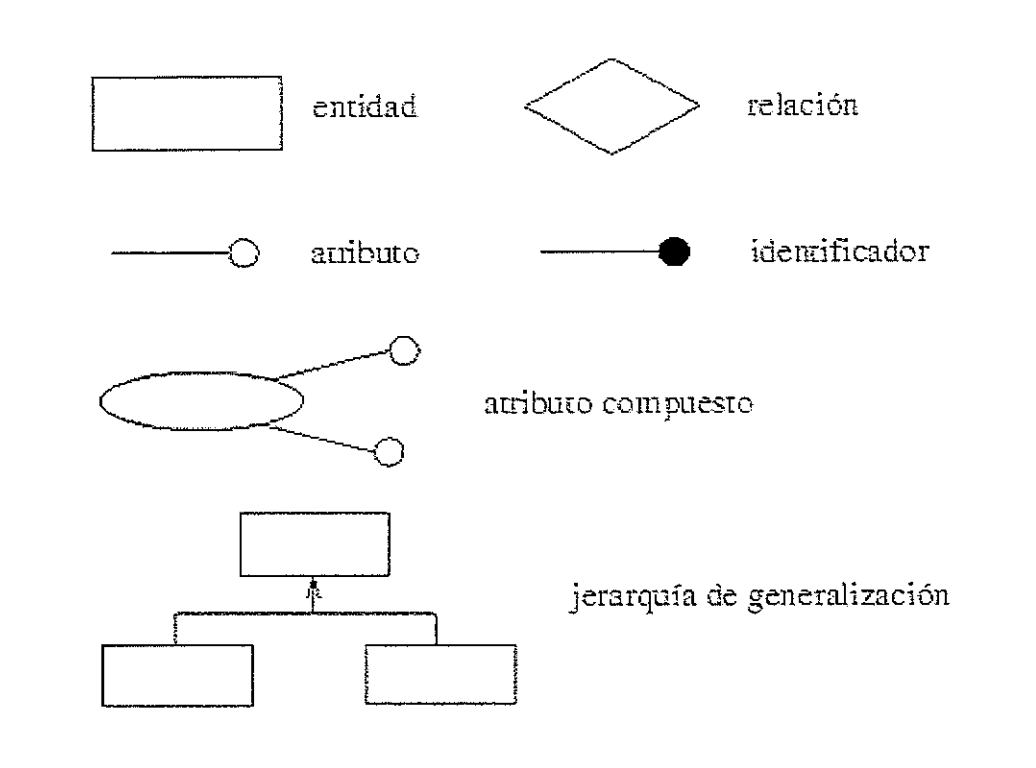 entidad
relación
atributo
identificador
atributo compuesto
jerarquía de generalización